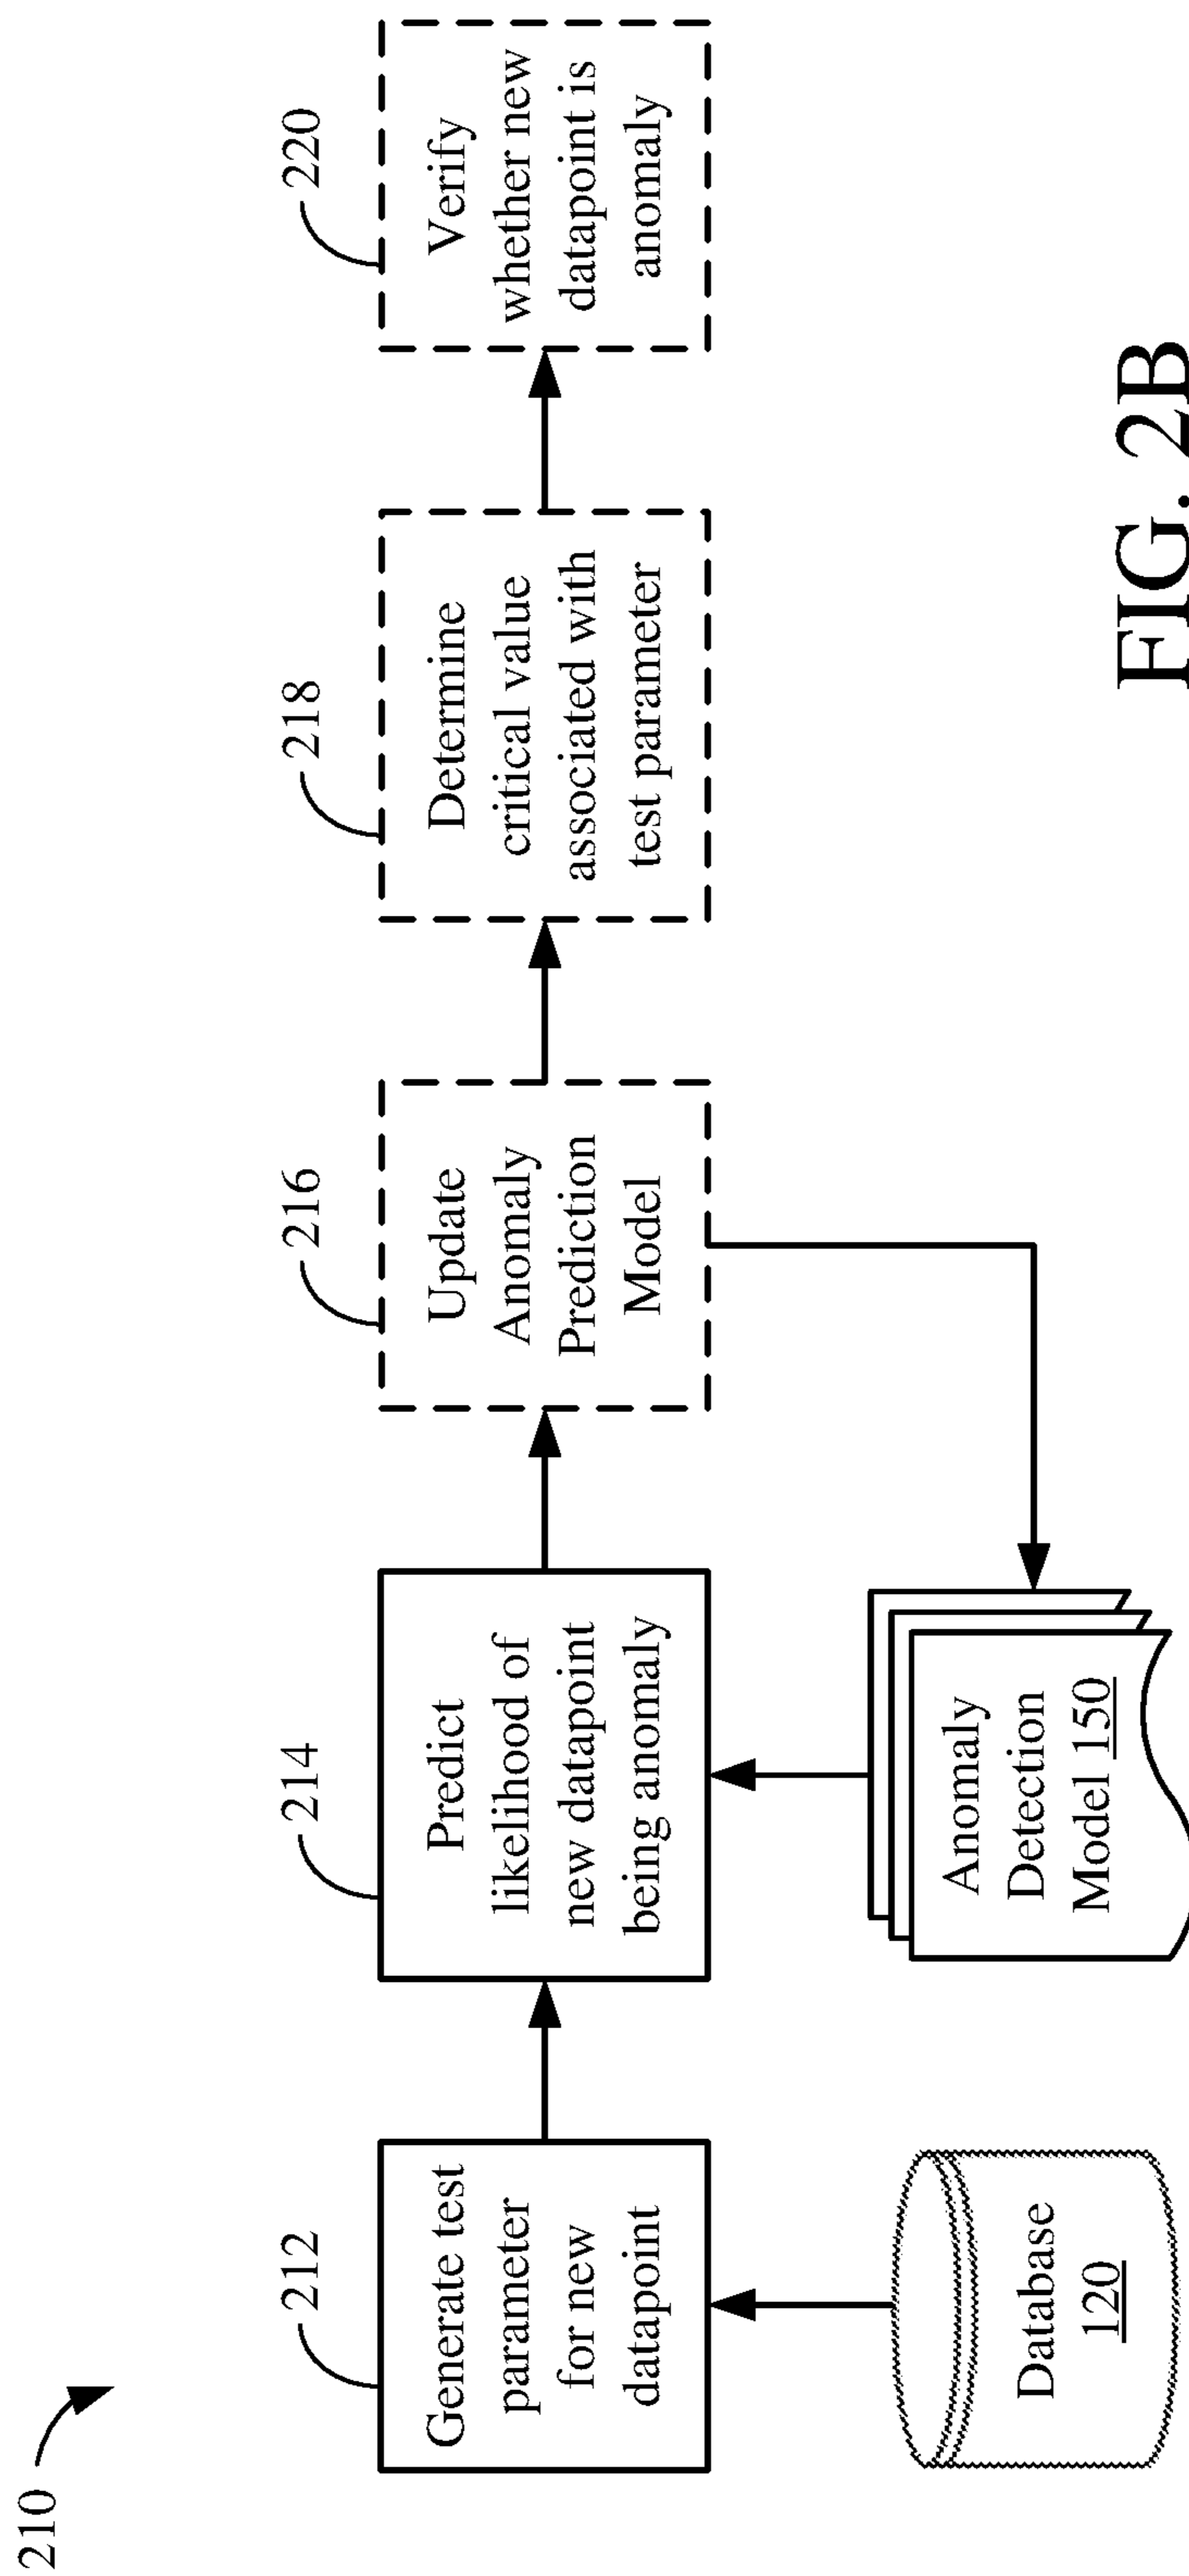 210
212
Generate test
parameter
for new
datapoint
Database
120
214
Predict
likelihood of
new datapoint
being anomaly
Anomaly
Detection
Model 150
216
Update
Anomaly
Prediction
Model
218
Determine
critical value
associated with
test parameter
220
Verify
whether new
datapoint is
anomaly
FIG. 2B